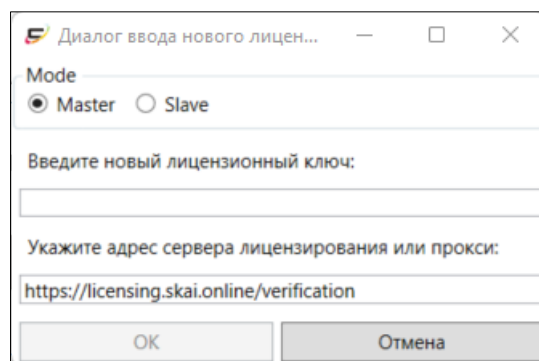 Диалог ввода нового лицен...
Mode
Master Slave
Введите новый лицензионный ключ:
Укажите адрес сервера лицензирования или прокси:
https://licensing.skai.online/verification
OK Отмена